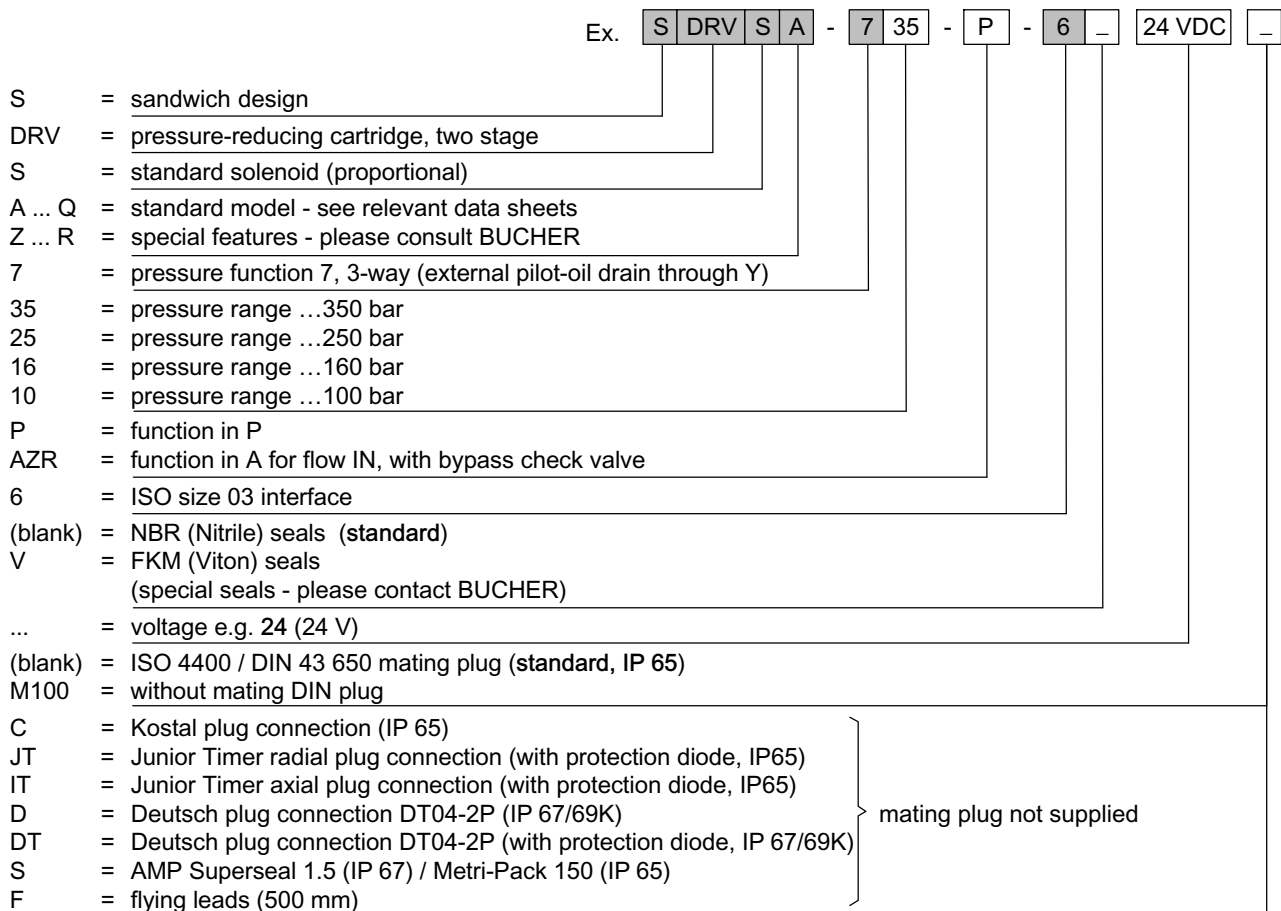 Ex. S DRV S A - 7 35 - P - 6 _ 24 VDC _
S = sandwich design
DRV = pressure-reducing cartridge, two stage
S = standard solenoid (proportional)
A ... Q = standard model - see relevant data sheets
Z ... R = special features - please consult BUCHER
7 = pressure function 7, 3-way (external pilot-oil drain through Y)
35 = pressure range …350 bar
25 = pressure range …250 bar
16 = pressure range …160 bar
10 = pressure range …100 bar
P = function in P
AZR = function in A for flow IN, with bypass check valve
6 = ISO size 03 interface
(blank) = NBR (Nitrile) seals (standard)
V = FKM (Viton) seals
(special seals - please contact BUCHER)
... = voltage e.g. 24 (24 V)
(blank) = ISO 4400 / DIN 43 650 mating plug (standard, IP 65)
M100 = without mating DIN plug
C = Kostal plug connection (IP 65)
JT = Junior Timer radial plug connection (with protection diode, IP65)
IT = Junior Timer axial plug connection (with protection diode, IP65)
D = Deutsch plug connection DT04-2P (IP 67/69K) mating plug not supplied
DT = Deutsch plug connection DT04-2P (with protection diode, IP 67/69K)
S = AMP Superseal 1.5 (IP 67) / Metri-Pack 150 (IP 65)
F = flying leads (500 mm)